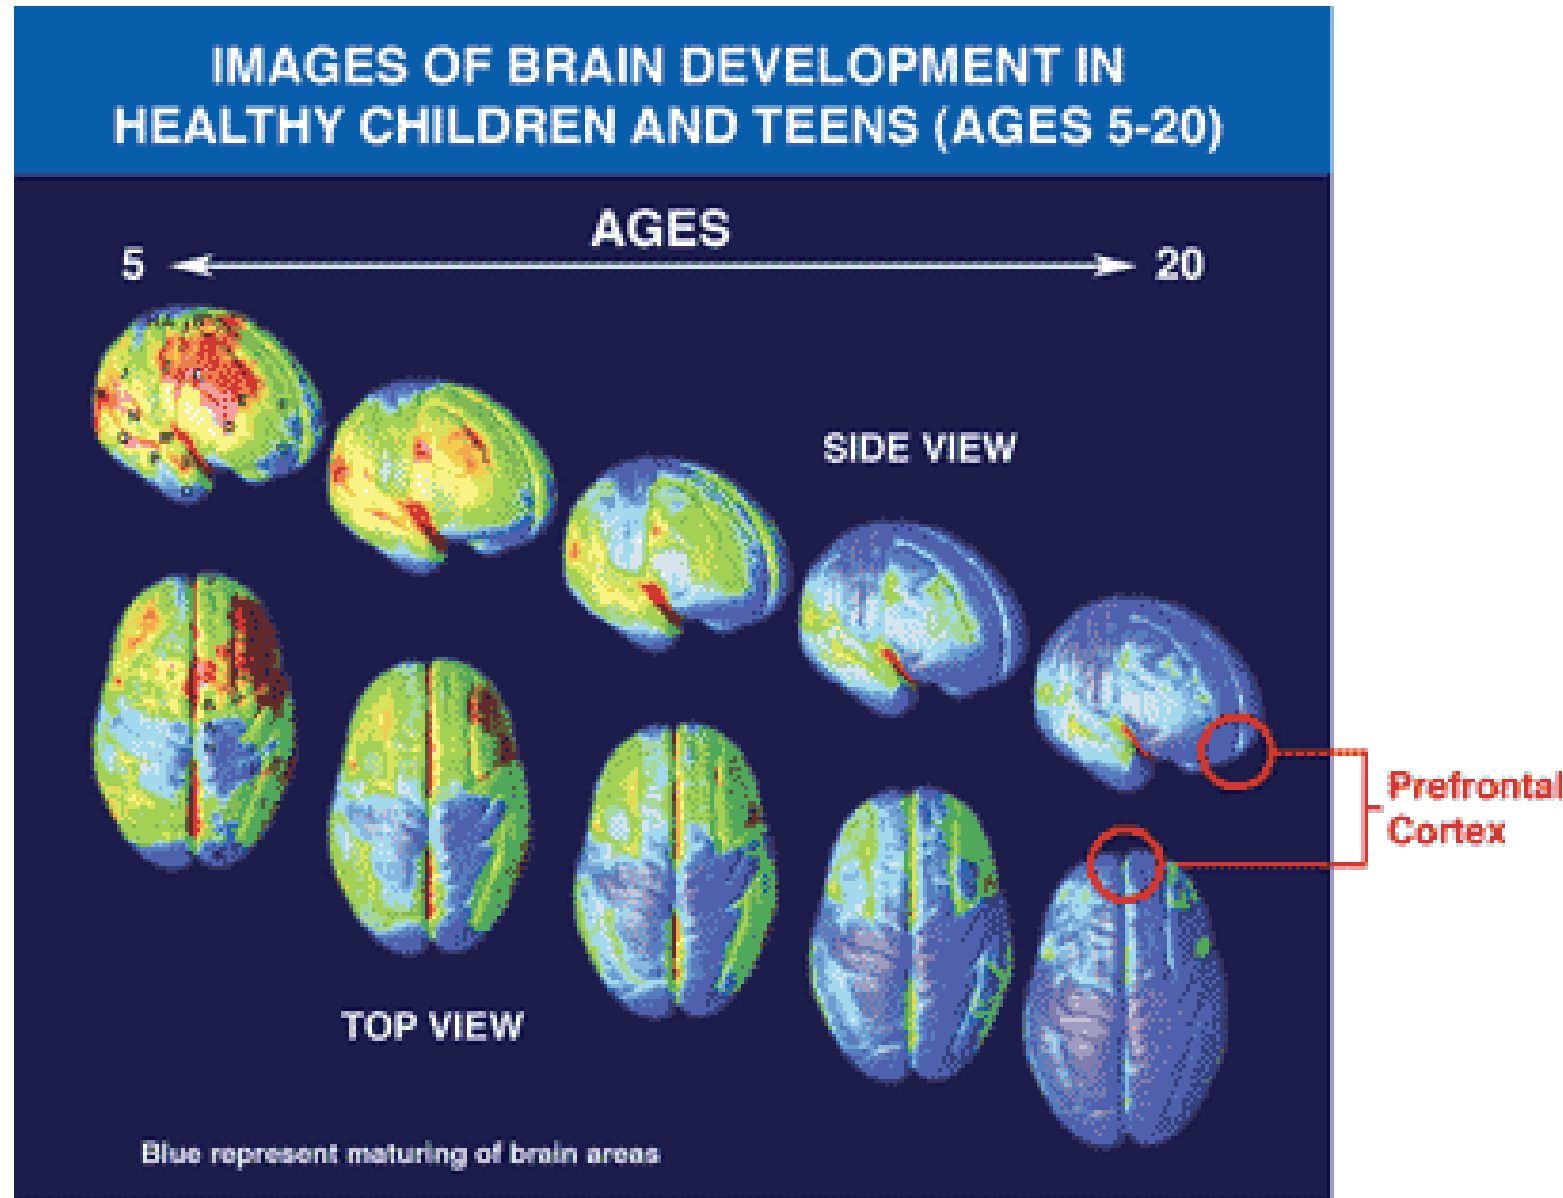 IMAGES OF BRAIN DEVELOPMENT IN
HEALTHY CHILDREN AND TEENS (AGES 5-20)
AGES
5 20
SIDE VIEW
Prefrontal
Cortex
TOP VIEW
Blue represent maturing of brain areas